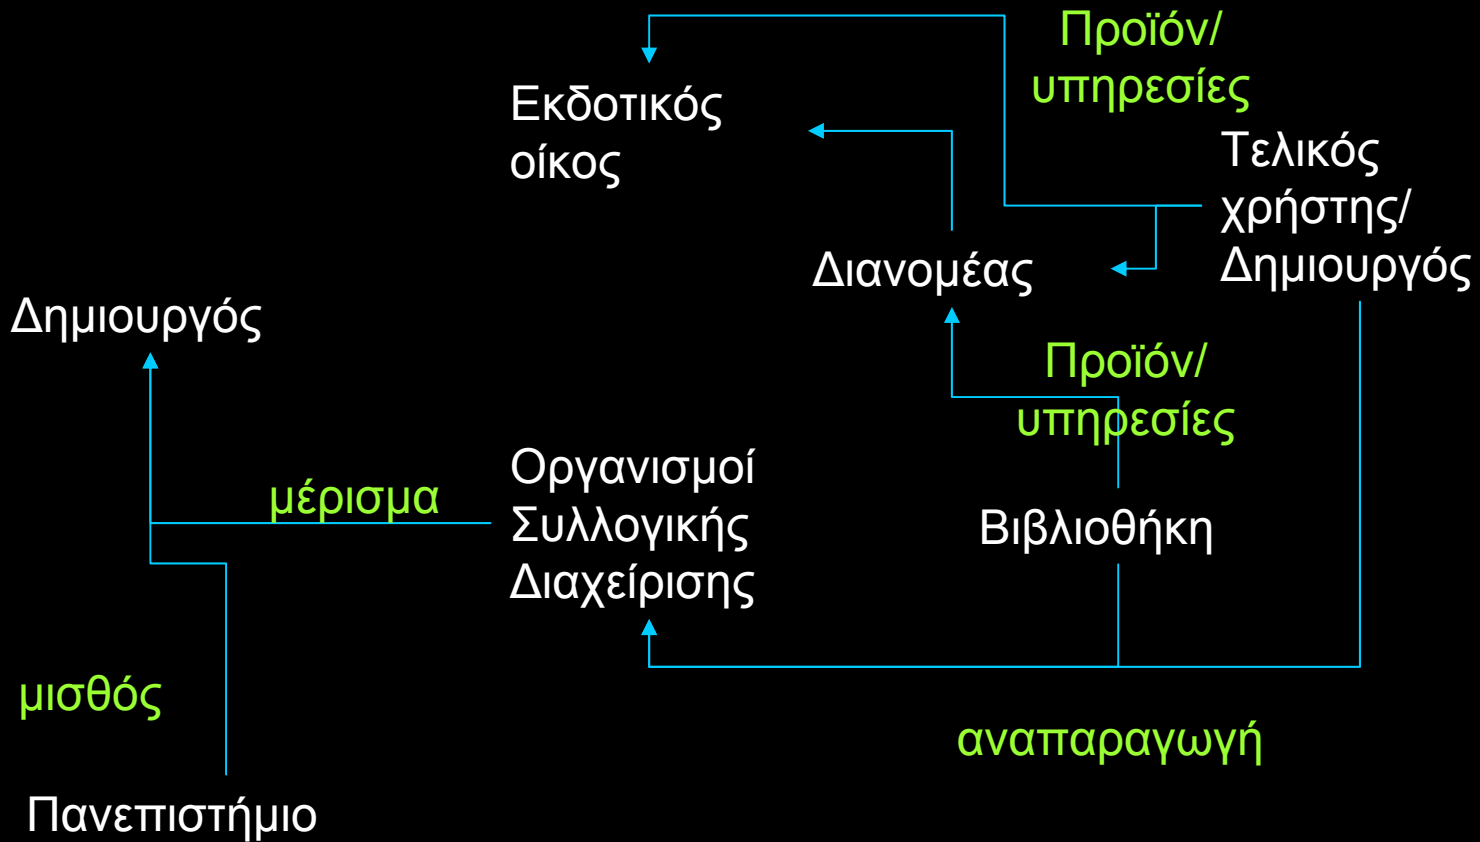 Προϊόν/
υπηρεσίες
Εκδοτικός
οίκος
Τελικός
χρήστης/
Δημιουργός
Διανομέας
Δημιουργός
Προϊόν/
υπηρεσίες
Οργανισμοί
Συλλογικής
Διαχείρισης
μέρισμα
Βιβλιοθήκη
μισθός
αναπαραγωγή
Πανεπιστήμιο